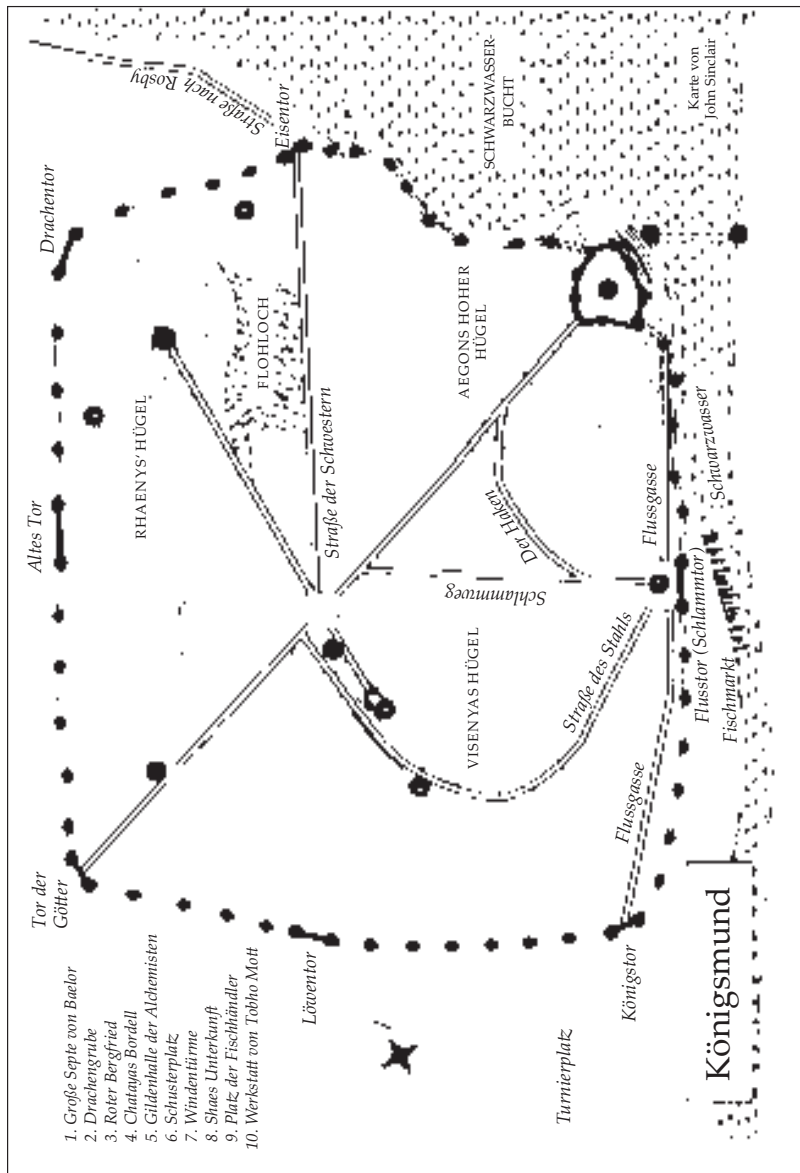 Tor der
Götter
Altes Tor
Drachentor
Straße nach Rosby
Eisentor
RHAENYS’ HÜGEL
FLOHLOCH
Straße der Schwestern
SCHWARZWASSER-
BUCHT
Karte von
John Sinclair
AEGONS HOHER
HÜGEL
1. Große Septe von Baelor
2. Drachengrube
3. Roter Bergfried
4. Chatayas Bordell
5. Gildenhalle der Alchemisten
6. Schusterplatz
7. Windentürme
8. Shaes Unterkunft
9. Platz der Fischhändler
10. Werkstatt von Tobho Mott
Löwentor
VISENYAS HÜGEL
Schlammweg
Der Haken
Straße des Stahls
Flussgasse
Flussgasse
Turnierplatz
Königstor
Flusstor (Schlammtor)
Fischmarkt
Schwarzwasser
Königsmund